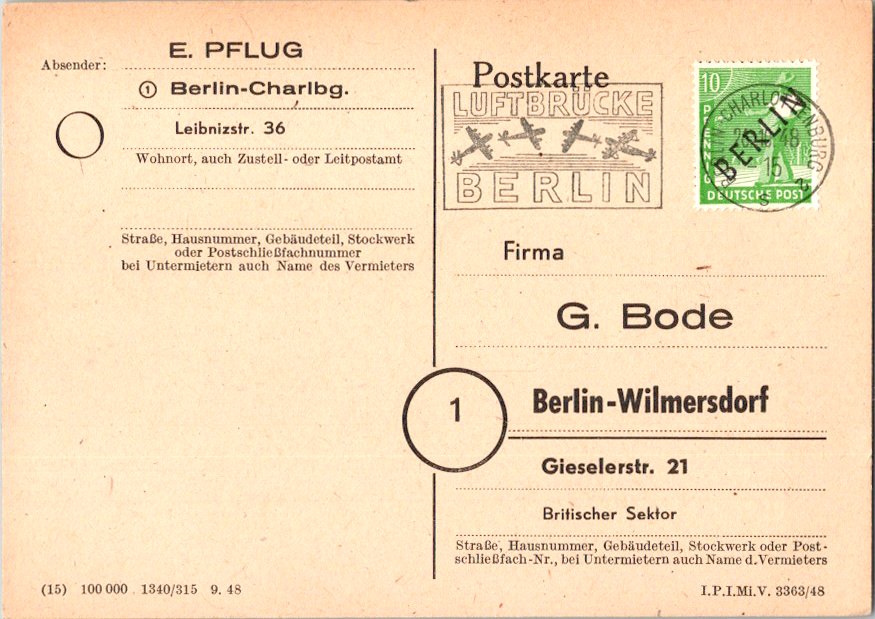 Absender:
E. PFLUG
① Berlin-Charlbg.
Leibnizstr. 36
Wohnort, auch Zustell- oder Leitpostamt
Straße, Hausnummer, Gebäudeteil, Stockwerk
oder Postschließfachnummer
bei Untermietern auch Name des Vermieters
(15) 100 000 1340/315 9. 48
Postkarte
LUFTBRÜCKE
BERLIN
10
BERLIN
DEUTSCHE POST
15
Firma
G. Bode
1
Berlin-Wilmersdorf
Gieselerstr. 21
Britischer Sektor
Straße, Hausnummer, Gebäudeteil, Stockwerk oder Post-
schließfach-Nr., bei Untermietern auch Name d. Vermieters
I.P.I.Mi.V. 3363/48